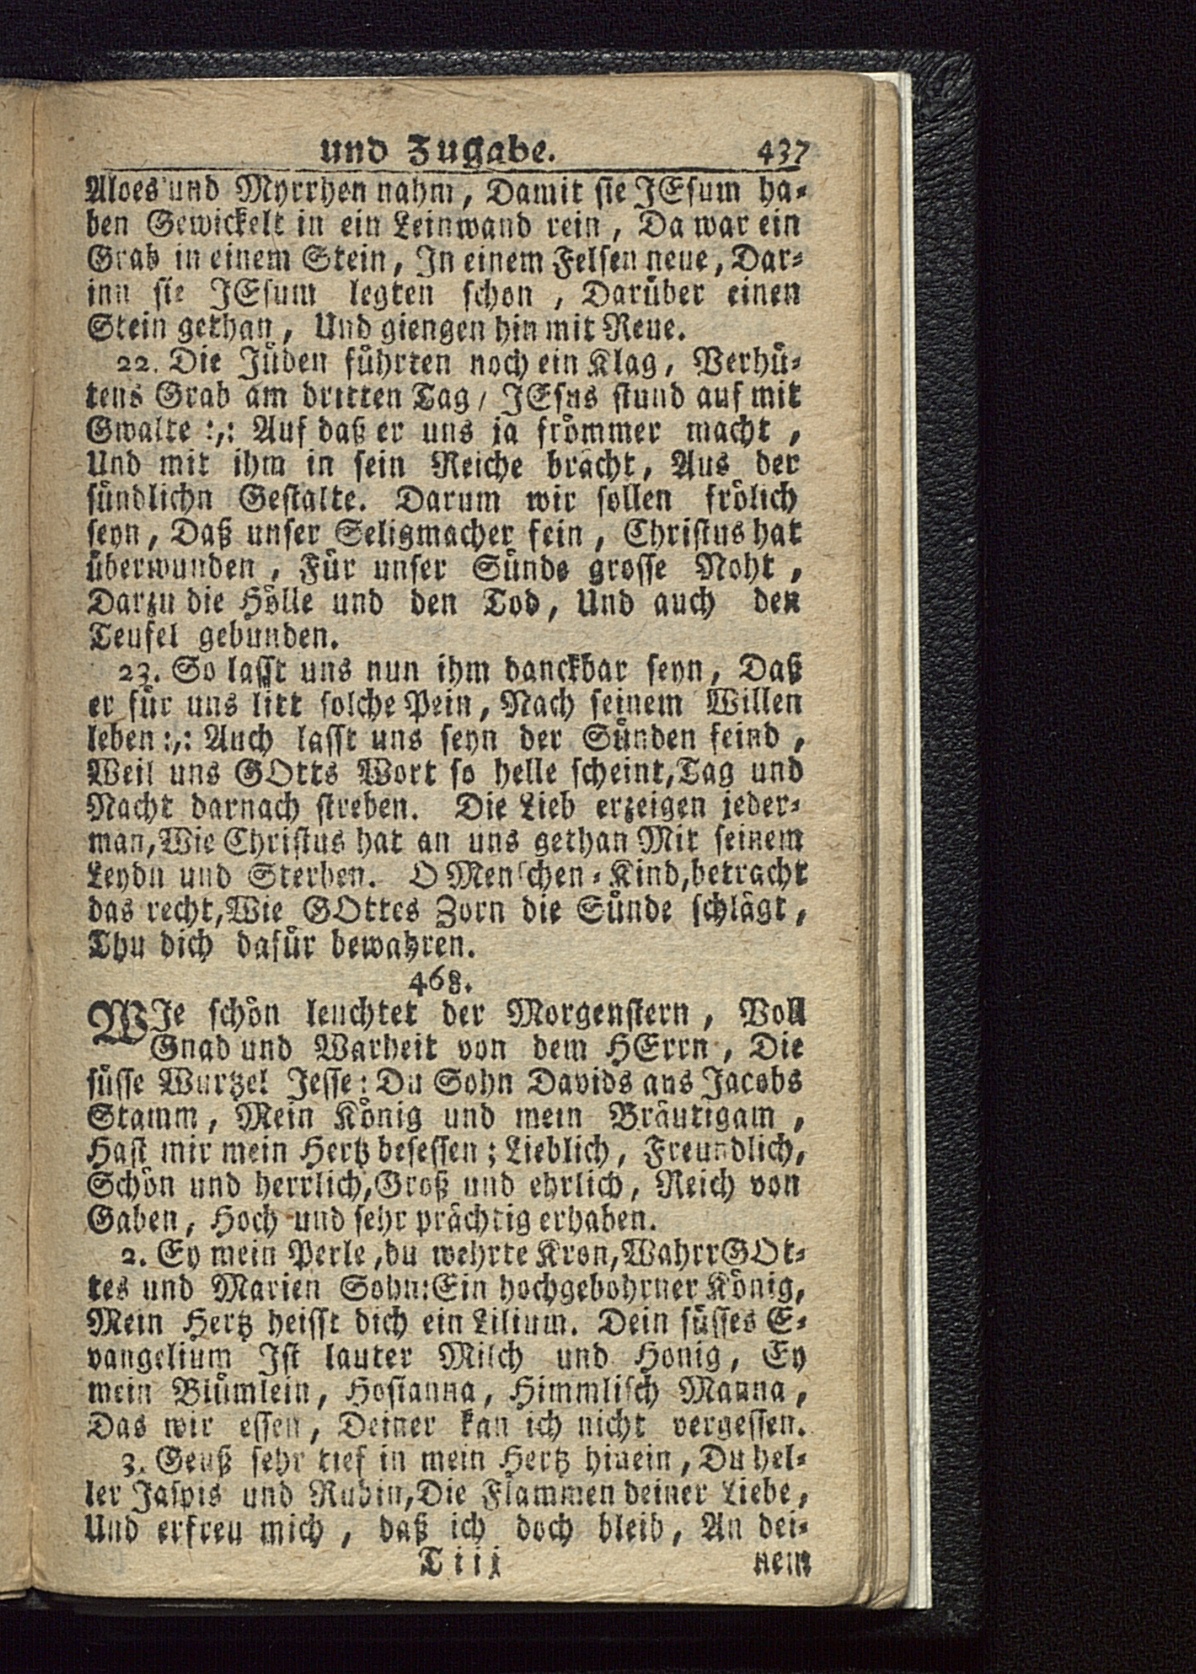 und Zugabe. 437
Aloes und Myrrhen nahm, Damit sie JEsum ha-
ben Gewickelt in ein Leinwand rein, Da war ein
Grab in einem Stein, In einem Felsen neue, Dar-
inn sie JEsum legten schon, Darüber einen
Stein gethan, Und giengen hin mit Reue.
22. Die Jüden führten noch ein Klag, Verhü-
tens Grab am dritten Tag / JEsus stund auf mit
Gwalte :,: Auf daß er uns ja frömmer macht,
Und mit ihm in sein Reiche brächt, Aus der
sündlichn Gestalte. Darum wir sollen frölich
seyn, Daß unser Seligmacher fein, Christus hat
überwunden, Für unser Sünde grosse Noht,
Darzu die Hölle und den Tod, Und auch den
Teufel gebunden.
23. So lasst uns nun ihm danckbar seyn, Daß
er für uns litt solche Pein, Nach seinem Willen
leben :,: Auch lasst uns seyn der Sünden feind,
Weil uns GOtts Wort so helle scheint, Tag und
Nacht darnach streben. Die Lieb erzeigen jeder-
man, Wie Christus hat an uns gethan Mit seinem
Leydn und Sterben. O Menschen-Kind, betracht
das recht, Wie GOttes Zorn die Sünde schlägt,
Thu dich dafür bewahren.
468.
WJe schön leuchtet der Morgenstern, Voll
Gnad und Warheit von dem HErrn, Die
süsse Wurtzel Jesse: Du Sohn Davids aus Jacobs
Stamm, Mein König und mein Bräutigam,
Hast mir mein Hertz besessen; Lieblich, Freundlich,
Schön und herrlich, Groß und ehrlich, Reich von
Gaben, Hoch und sehr prächtig erhaben.
2. Ey mein Perle, du wehrte Kron, Wahrr GOt-
tes und Marien Sohn: Ein hochgebohrner König,
Mein Hertz heisst dich ein Lilium. Dein süsses E-
vangelium Ist lauter Milch und Honig, Ey
mein Blümlein, Hosianna, Himmlisch Manna,
Das wir essen, Deiner kan ich nicht vergessen.
3. Geuß sehr tief in mein Hertz hinein, Du hel-
ler Jaspis und Rubin, Die Flammen deiner Liebe,
Und erfreu mich, daß ich doch bleib, An dei-
T iij nem